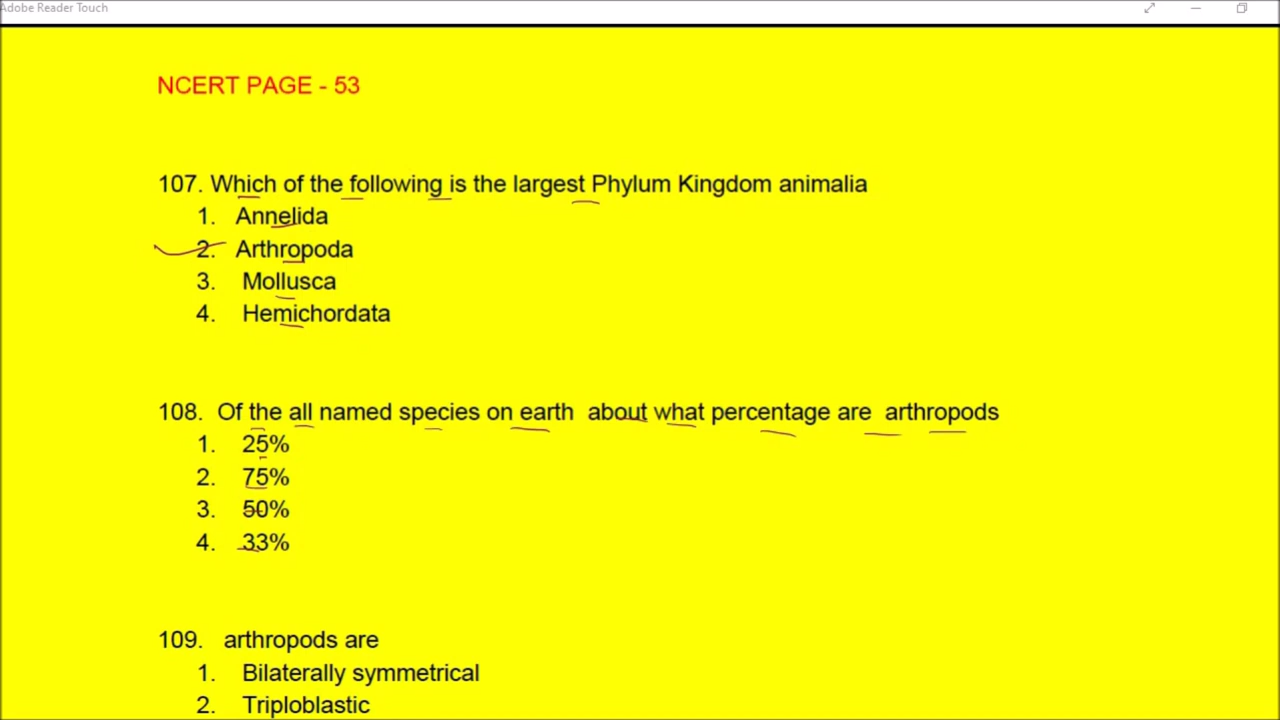 Adobe Reader Touch
NCERT PAGE - 53
107. Which of the following is the largest Phylum Kingdom animalia
1. Annelida
2. Arthropoda
3. Mollusca
4. Hemichordata
108. Of the all named species on earth about what percentage are arthropods
1. 25%
2. 75%
3. 50%
4. 33%
109. arthropods are
1. Bilaterally symmetrical
2. Triploblastic